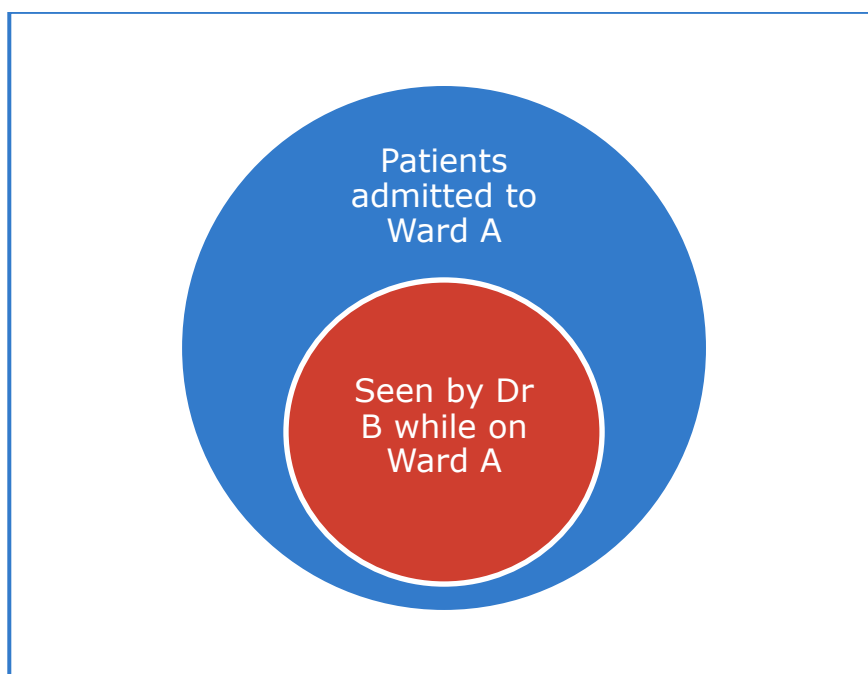 Patients
admitted to
Ward A
Seen by Dr
B while on
Ward A